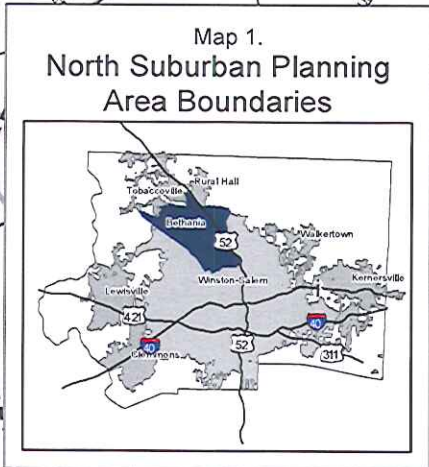 Map 1.
North Suburban Planning
Area Boundaries
Rural Hall
Tobaccoville
Bethania
52
Walkertown
Winston-Salem
Kernersville
Lewisville
421
40
Clemmons
40
52
311